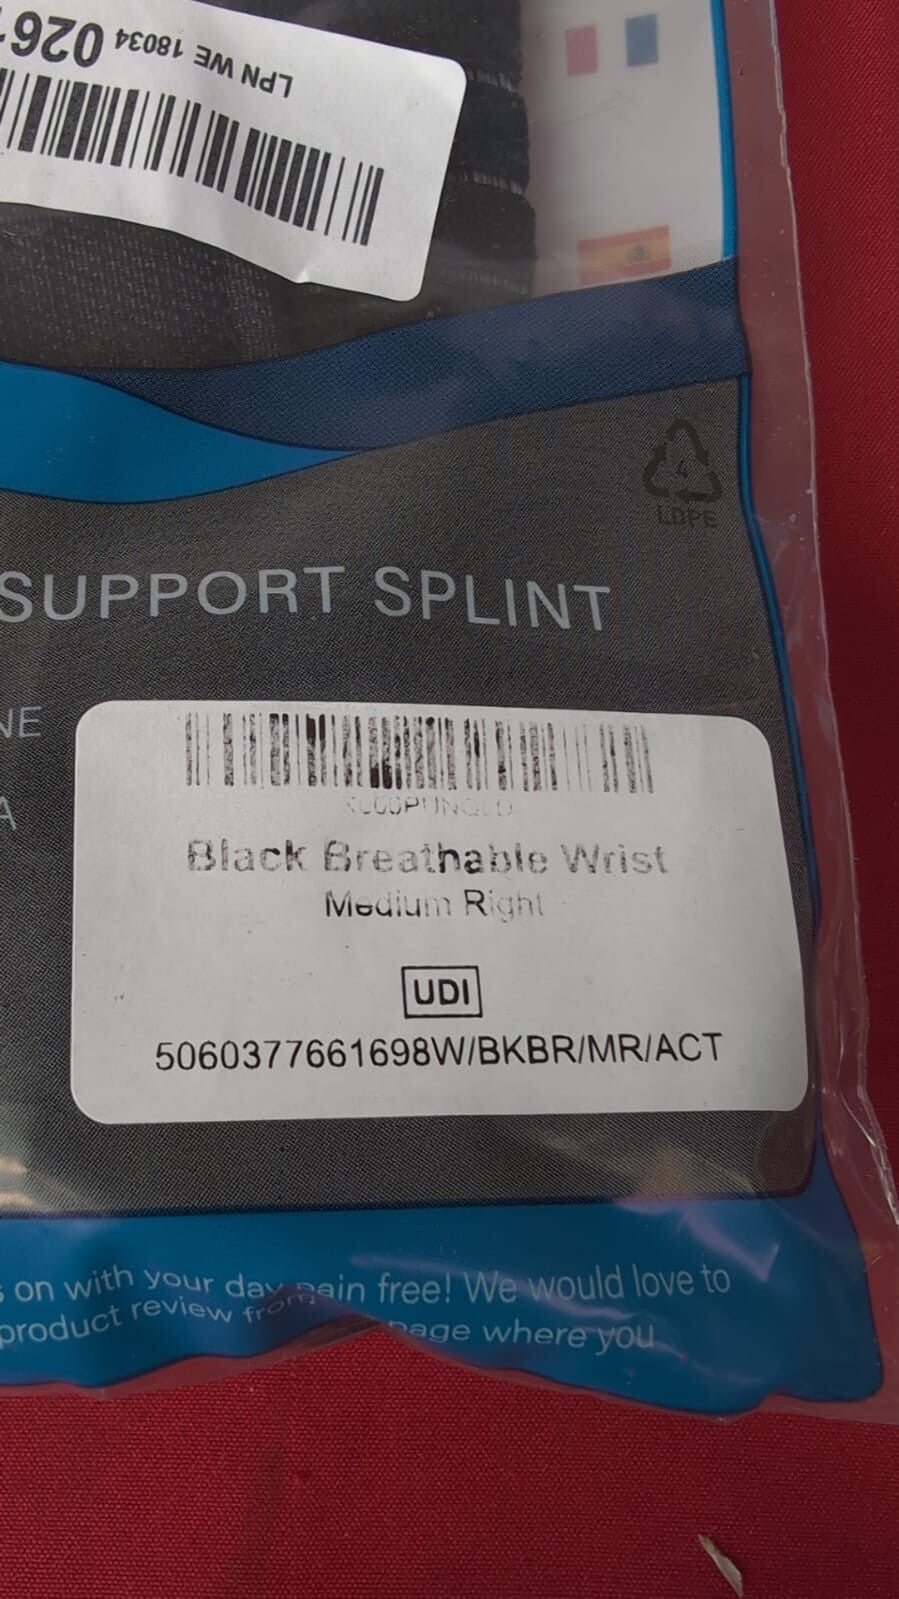 LPN WE 18034 026
4
LDPE
SUPPORT SPLINT
NE
A
Black Breathable Wrist
Medium Right
UDI
5060377661698W/BKBR/MR/ACT
s on with your day pain free! We would love to
product review from page where you